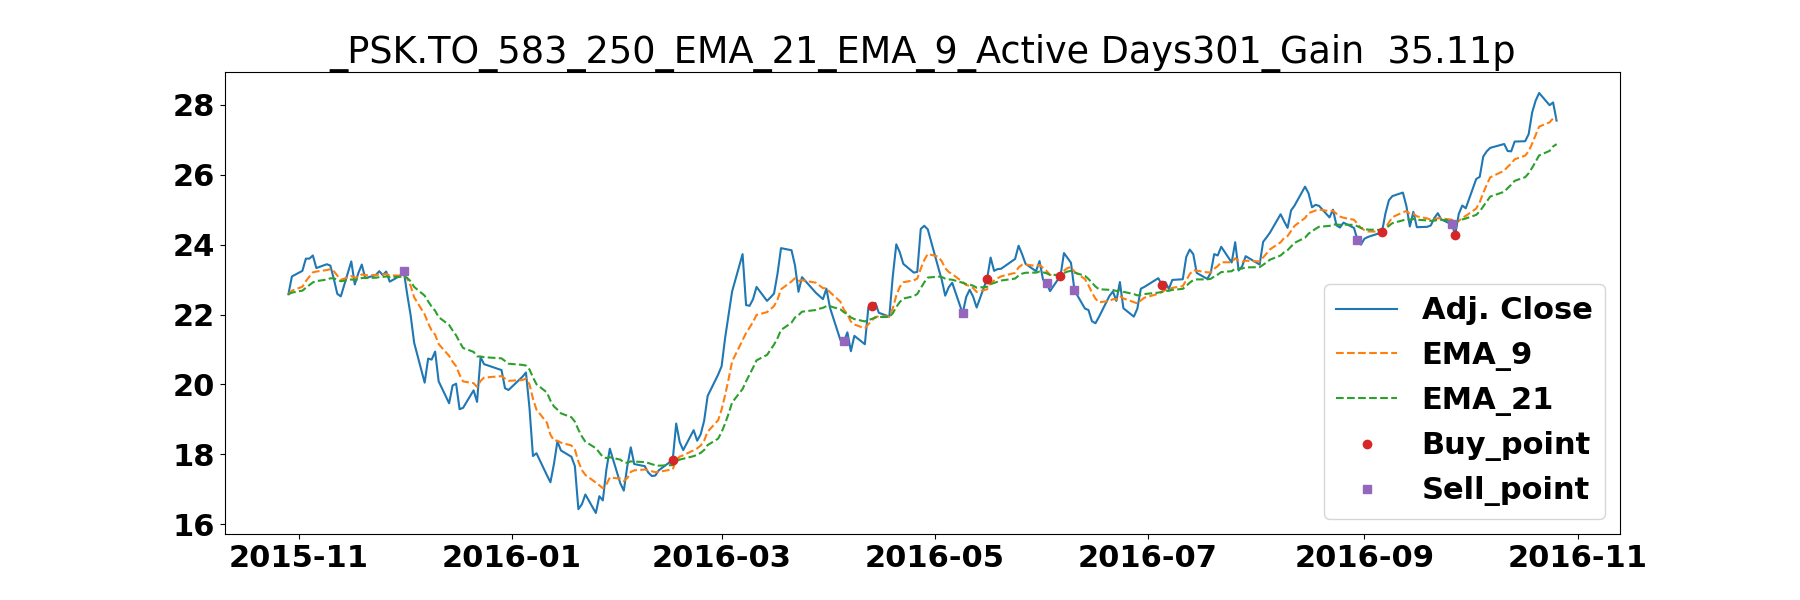 _PSK.TO_583_250_EMA_21_EMA_9_Active Days301_Gain  35.11p
28
26
24
22
20
18
16
Adj. Close
EMA_9
EMA_21
Buy_point
Sell_point
2015-11 2016-01 2016-03 2016-05 2016-07 2016-09 2016-11